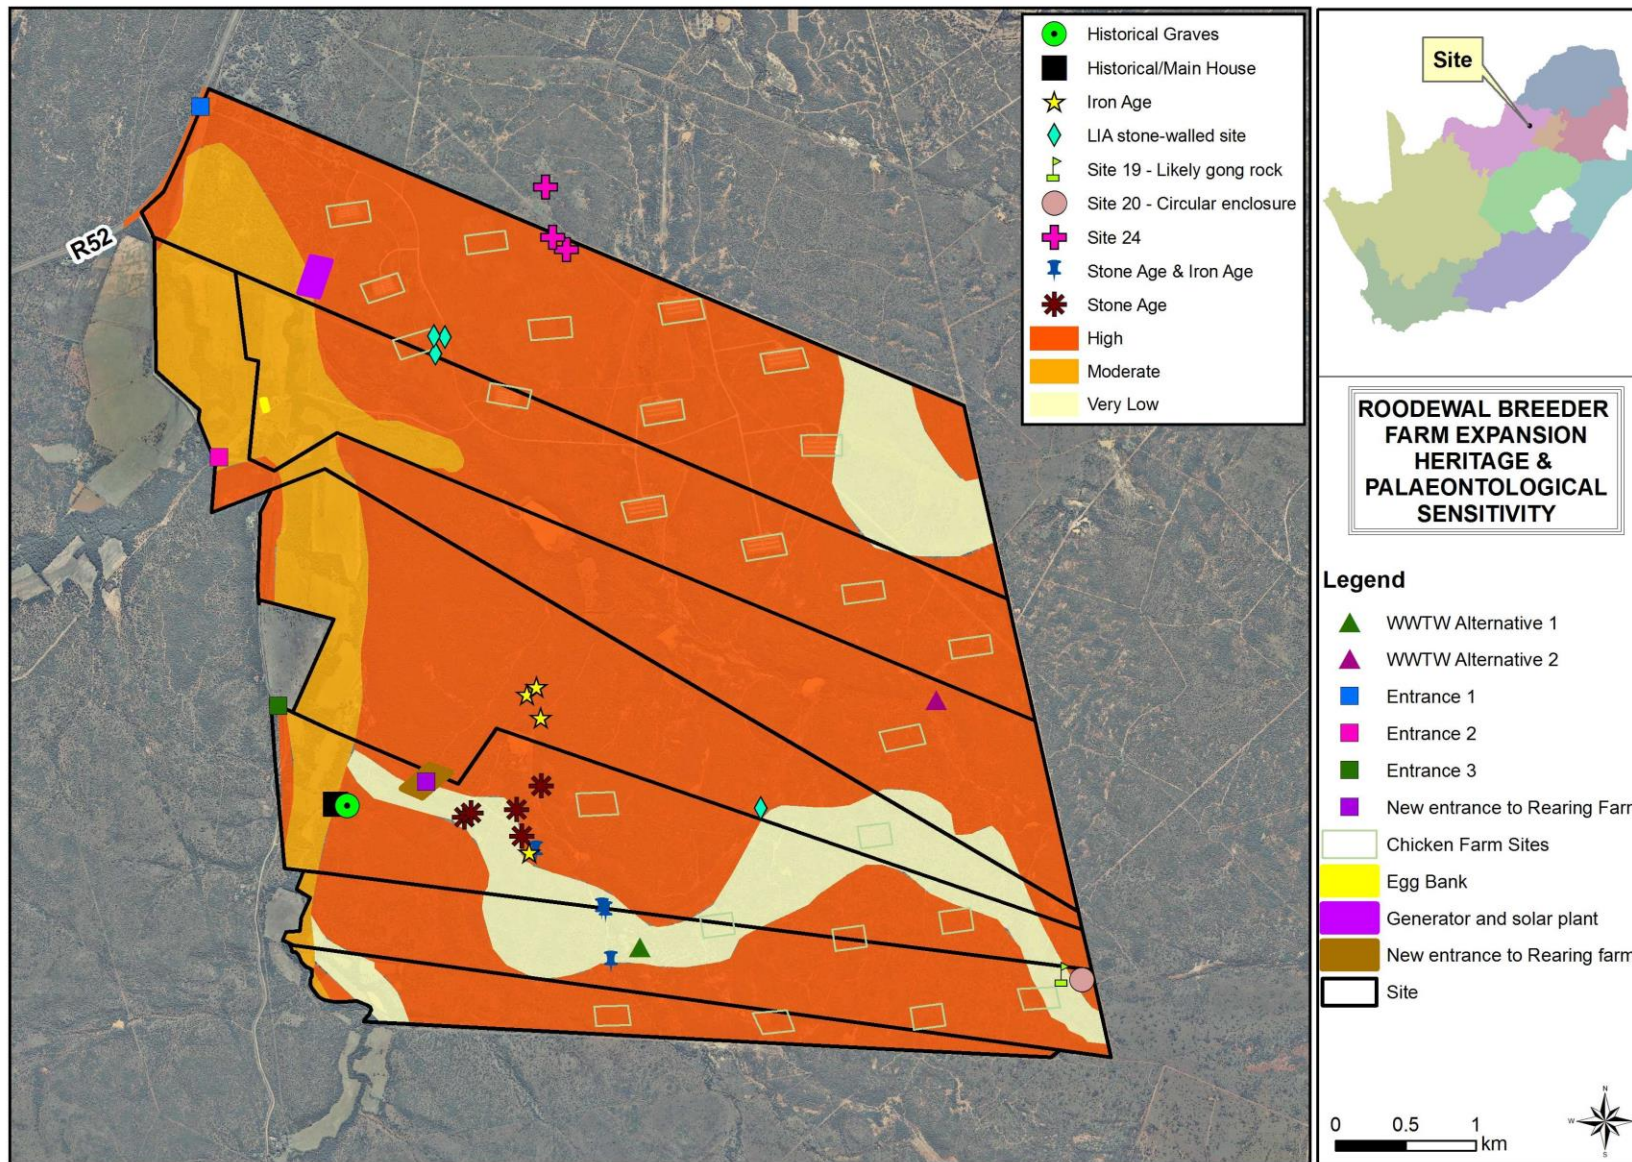 R52
Historical Graves
Historical/Main House
Iron Age
LIA stone-walled site
Site 19 - Likely gong rock
Site 20 - Circular enclosure
Site 24
Stone Age & Iron Age
Stone Age
High
Moderate
Very Low
Site
ROODEWAL BREEDER
FARM EXPANSION
HERITAGE &
PALAEONTOLOGICAL
SENSITIVITY
Legend
WWTW Alternative 1
WWTW Alternative 2
Entrance 1
Entrance 2
Entrance 3
New entrance to Rearing Farm
Chicken Farm Sites
Egg Bank
Generator and solar plant
New entrance to Rearing farm
Site
0 0.5 1
km
N
W
S